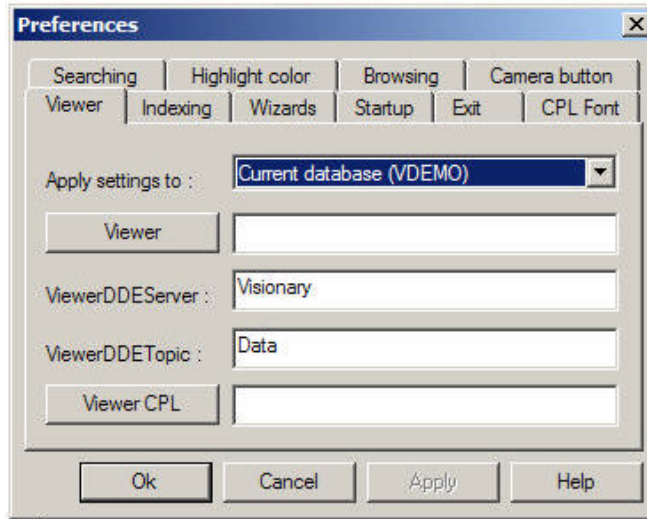 Preferences
Searching Highlight color Browsing Camera button
Viewer Indexing Wizards Startup Exit CPL Font
Apply settings to : Current database (VDEMO)
Viewer
ViewerDDEServer : Visionary
ViewerDDETopic : Data
Viewer CPL
Ok Cancel Apply Help